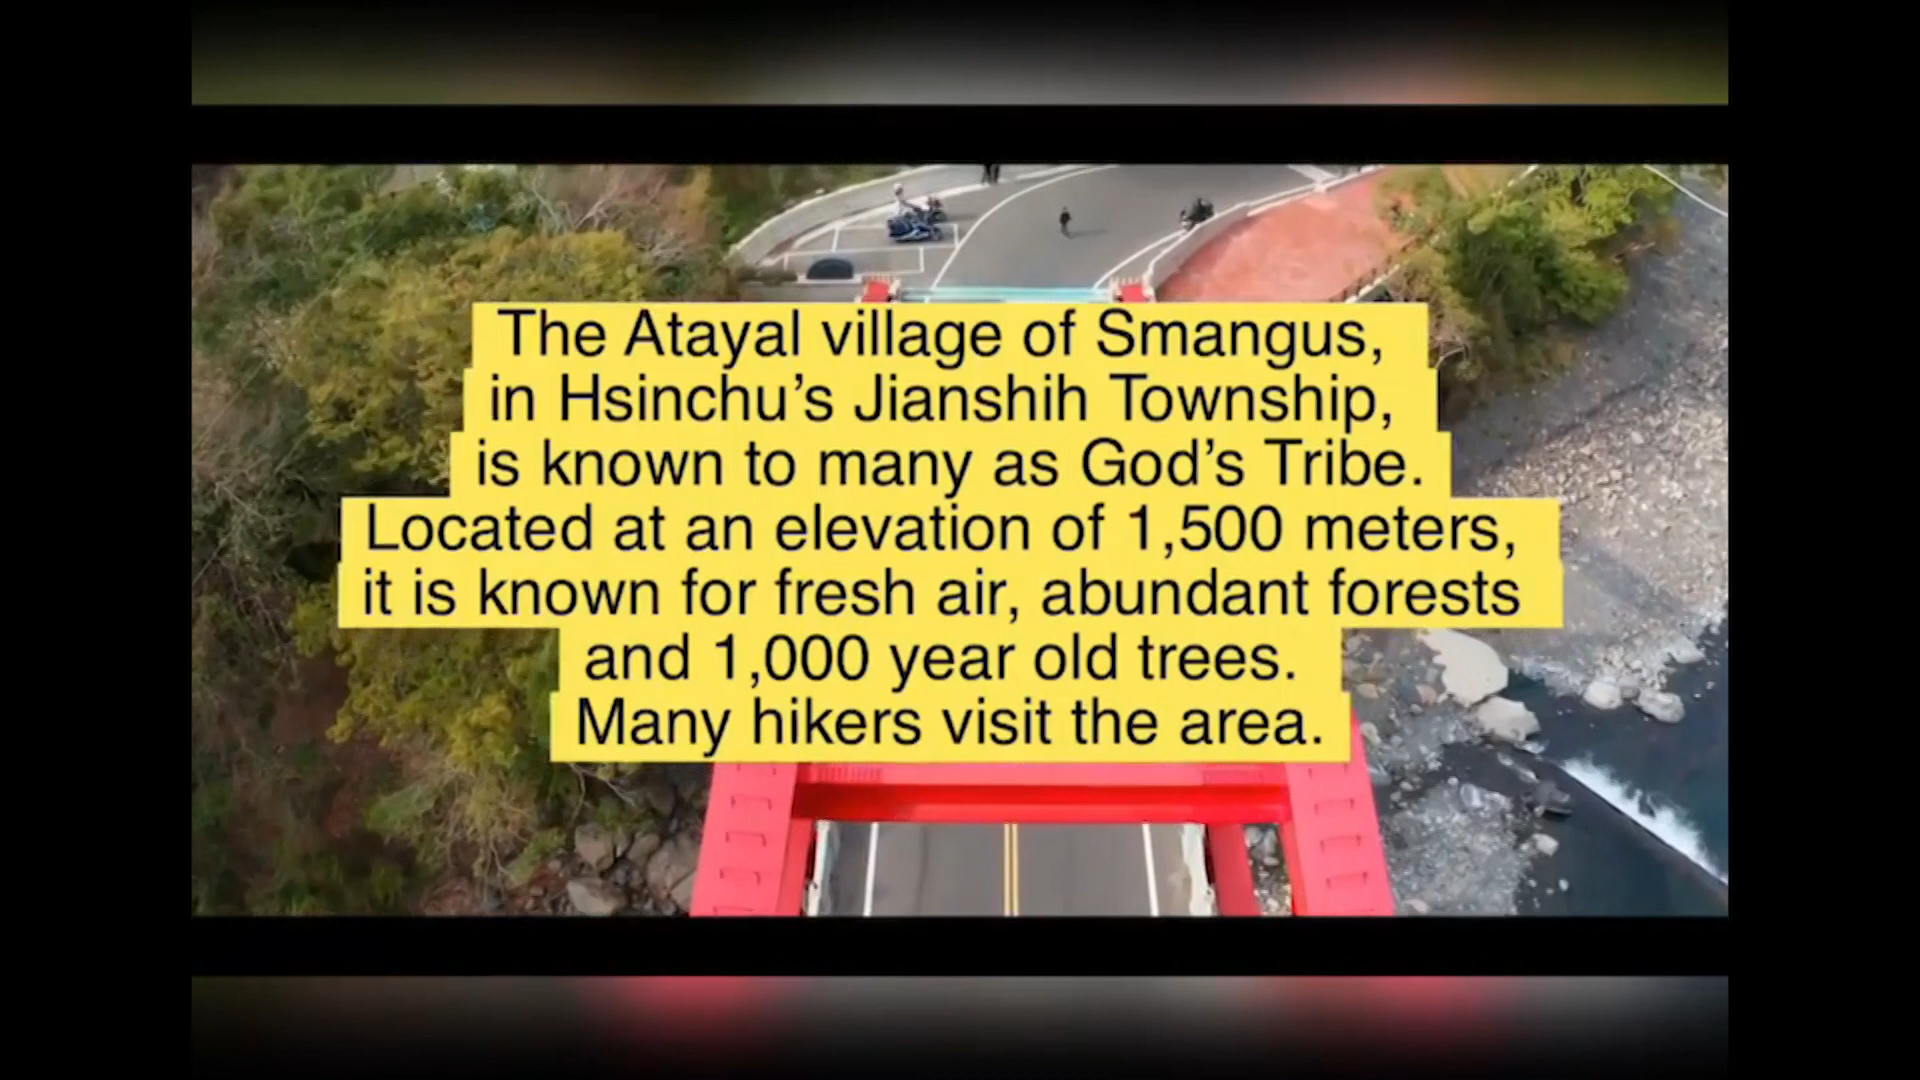 The Atayal village of Smangus,
in Hsinchu’s Jianshih Township,
is known to many as God’s Tribe.
Located at an elevation of 1,500 meters,
it is known for fresh air, abundant forests
and 1,000 year old trees.
Many hikers visit the area.